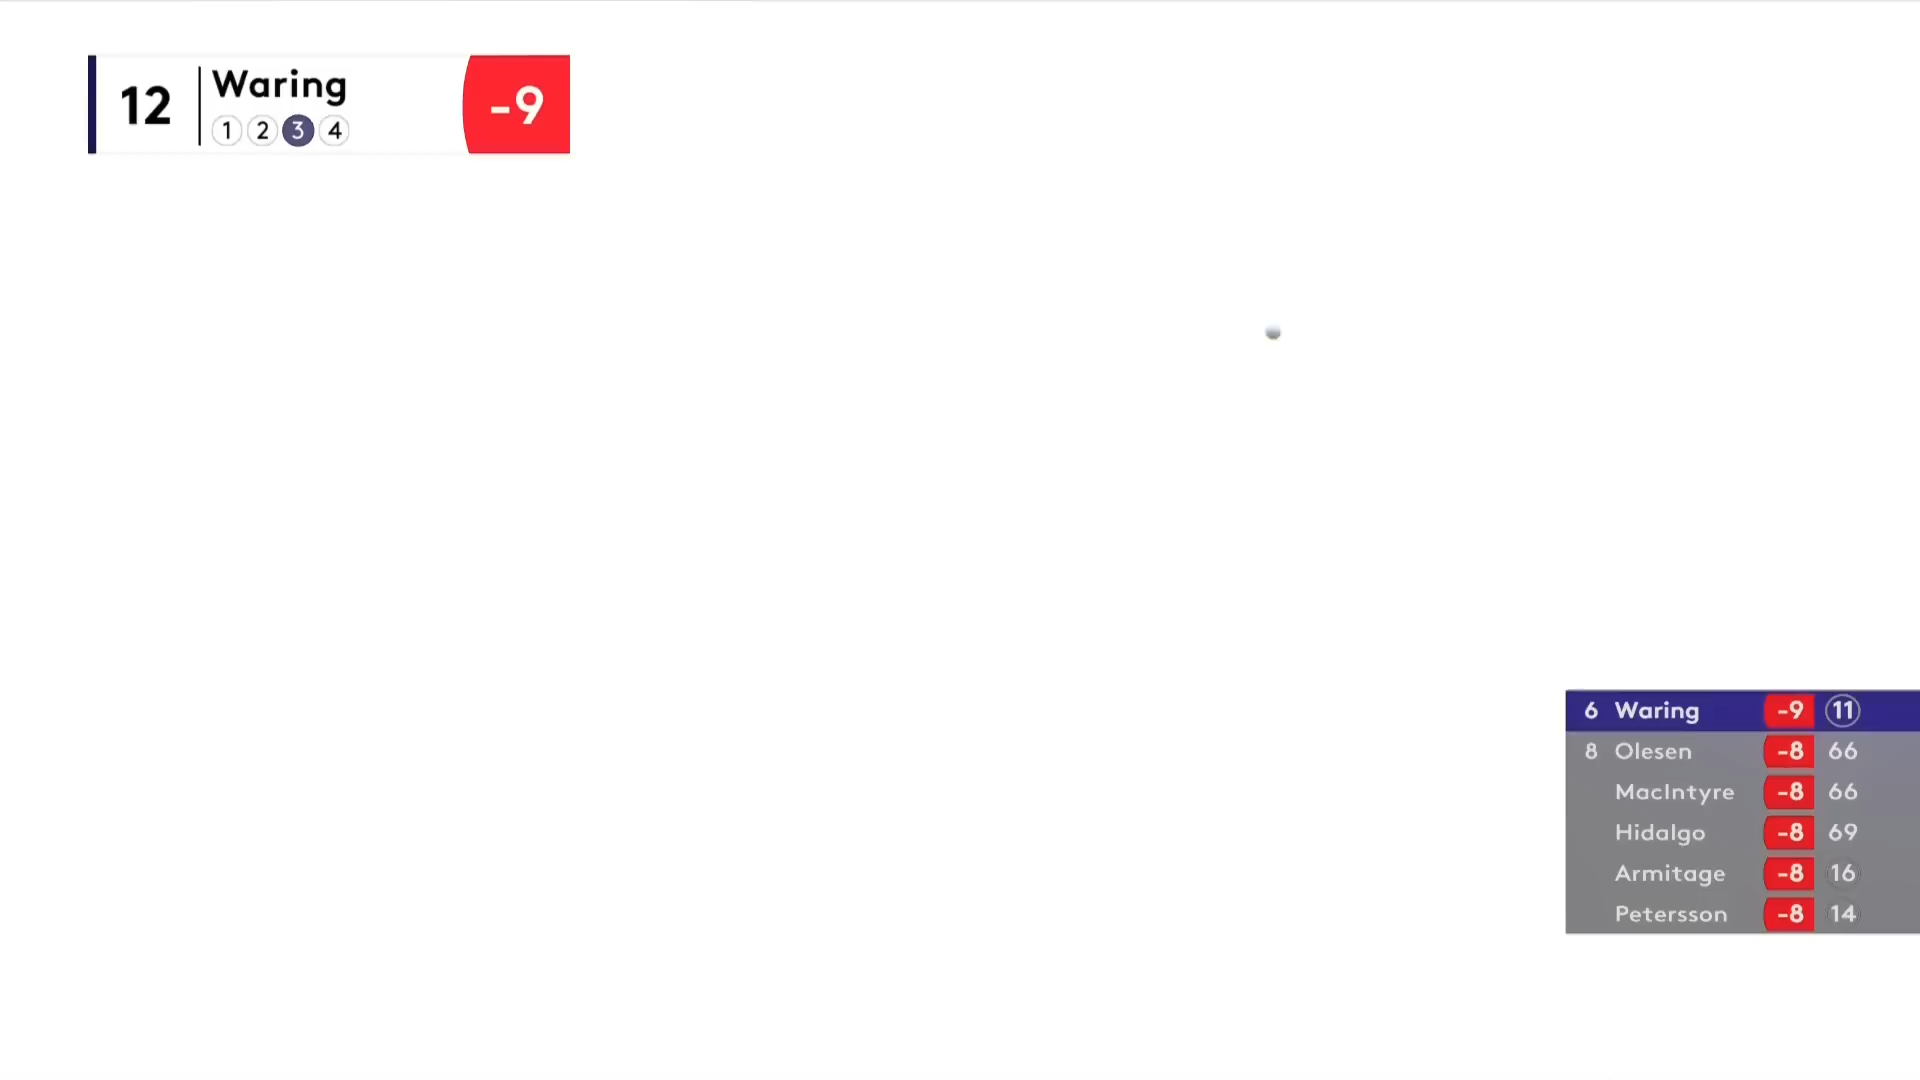 12 Waring -9
1 2 3 4
6 Waring -9 11
8 Olesen -8 66
MacIntyre -8 66
Hidalgo -8 69
Armitage -8 16
Petersson -8 14